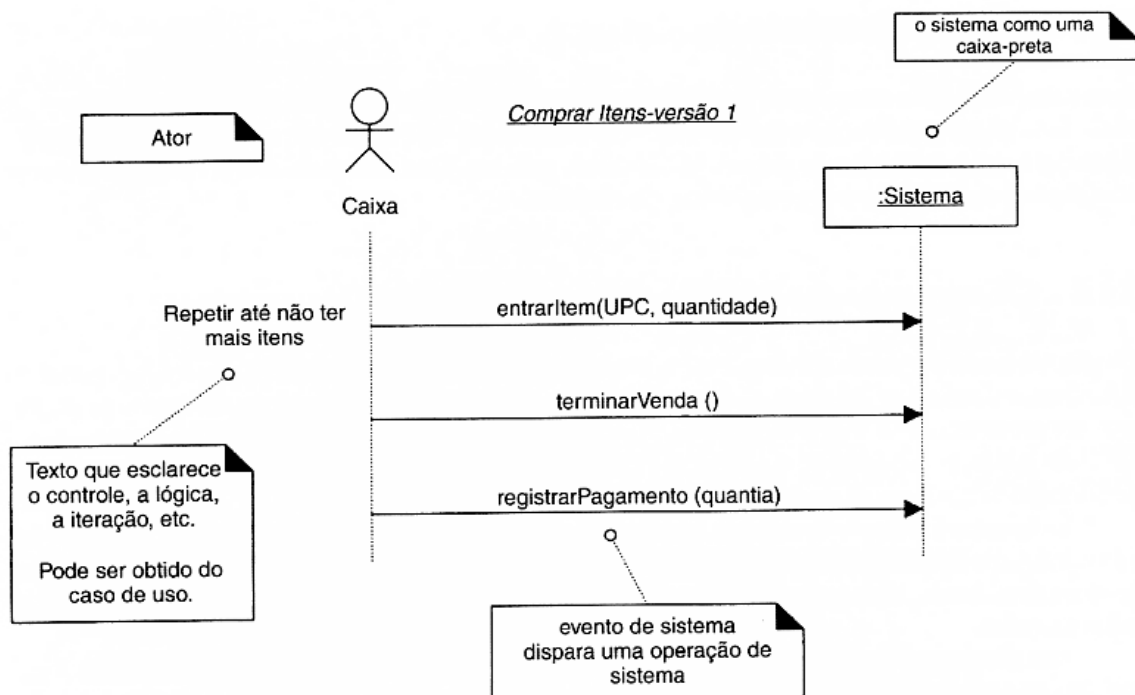 o sistema como uma
caixa-preta
Comprar Itens-versão 1
Ator
Caixa
:Sistema
Repetir até não ter
mais itens
entrarItem(UPC, quantidade)
terminarVenda ()
registrarPagamento (quantia)
Texto que esclarece
o controle, a lógica,
a iteração, etc.
Pode ser obtido do
caso de uso.
evento de sistema
dispara uma operação de
sistema